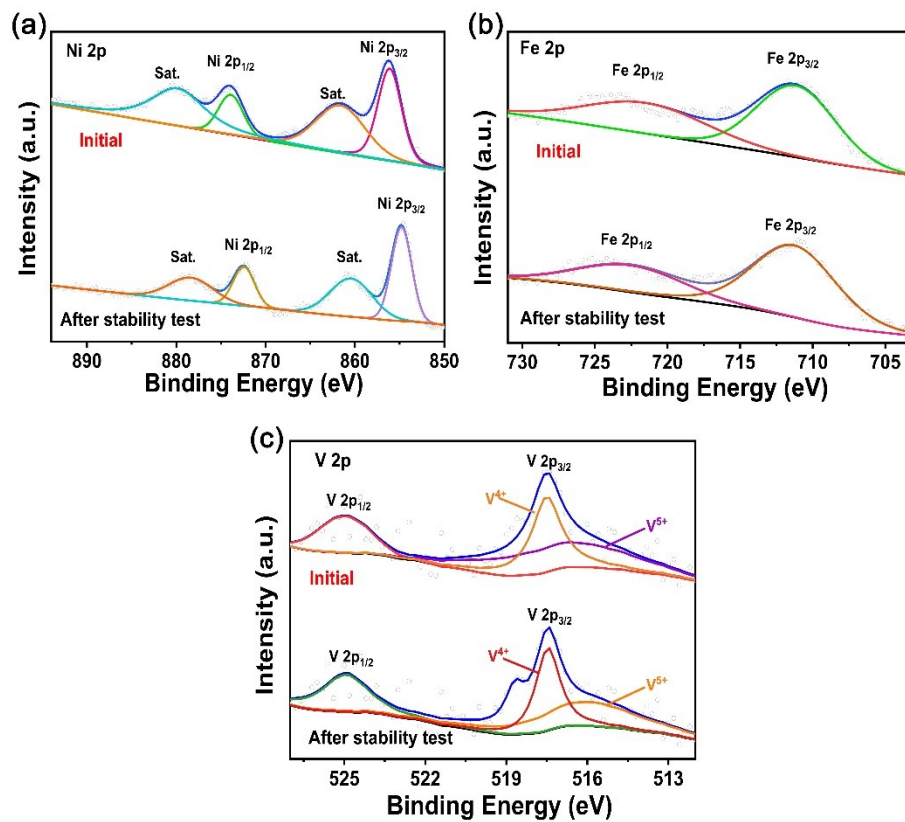 (a)
Ni 2p
Sat.
Ni 2p1/2
Sat.
Ni 2p3/2
Initial
Sat.
Ni 2p1/2
Sat.
Ni 2p3/2
After stability test
890 880 870 860 850
Binding Energy (eV)
Intensity (a.u.)
(b)
Fe 2p
Fe 2p1/2
Fe 2p3/2
Initial
Fe 2p1/2
Fe 2p3/2
After stability test
730 725 720 715 710 705
Binding Energy (eV)
Intensity (a.u.)
(c)
V 2p
V 2p1/2
V 2p3/2
V4+
V5+
Initial
V 2p1/2
V 2p3/2
V4+
V5+
After stability test
525 522 519 516 513
Binding Energy (eV)
Intensity (a.u.)